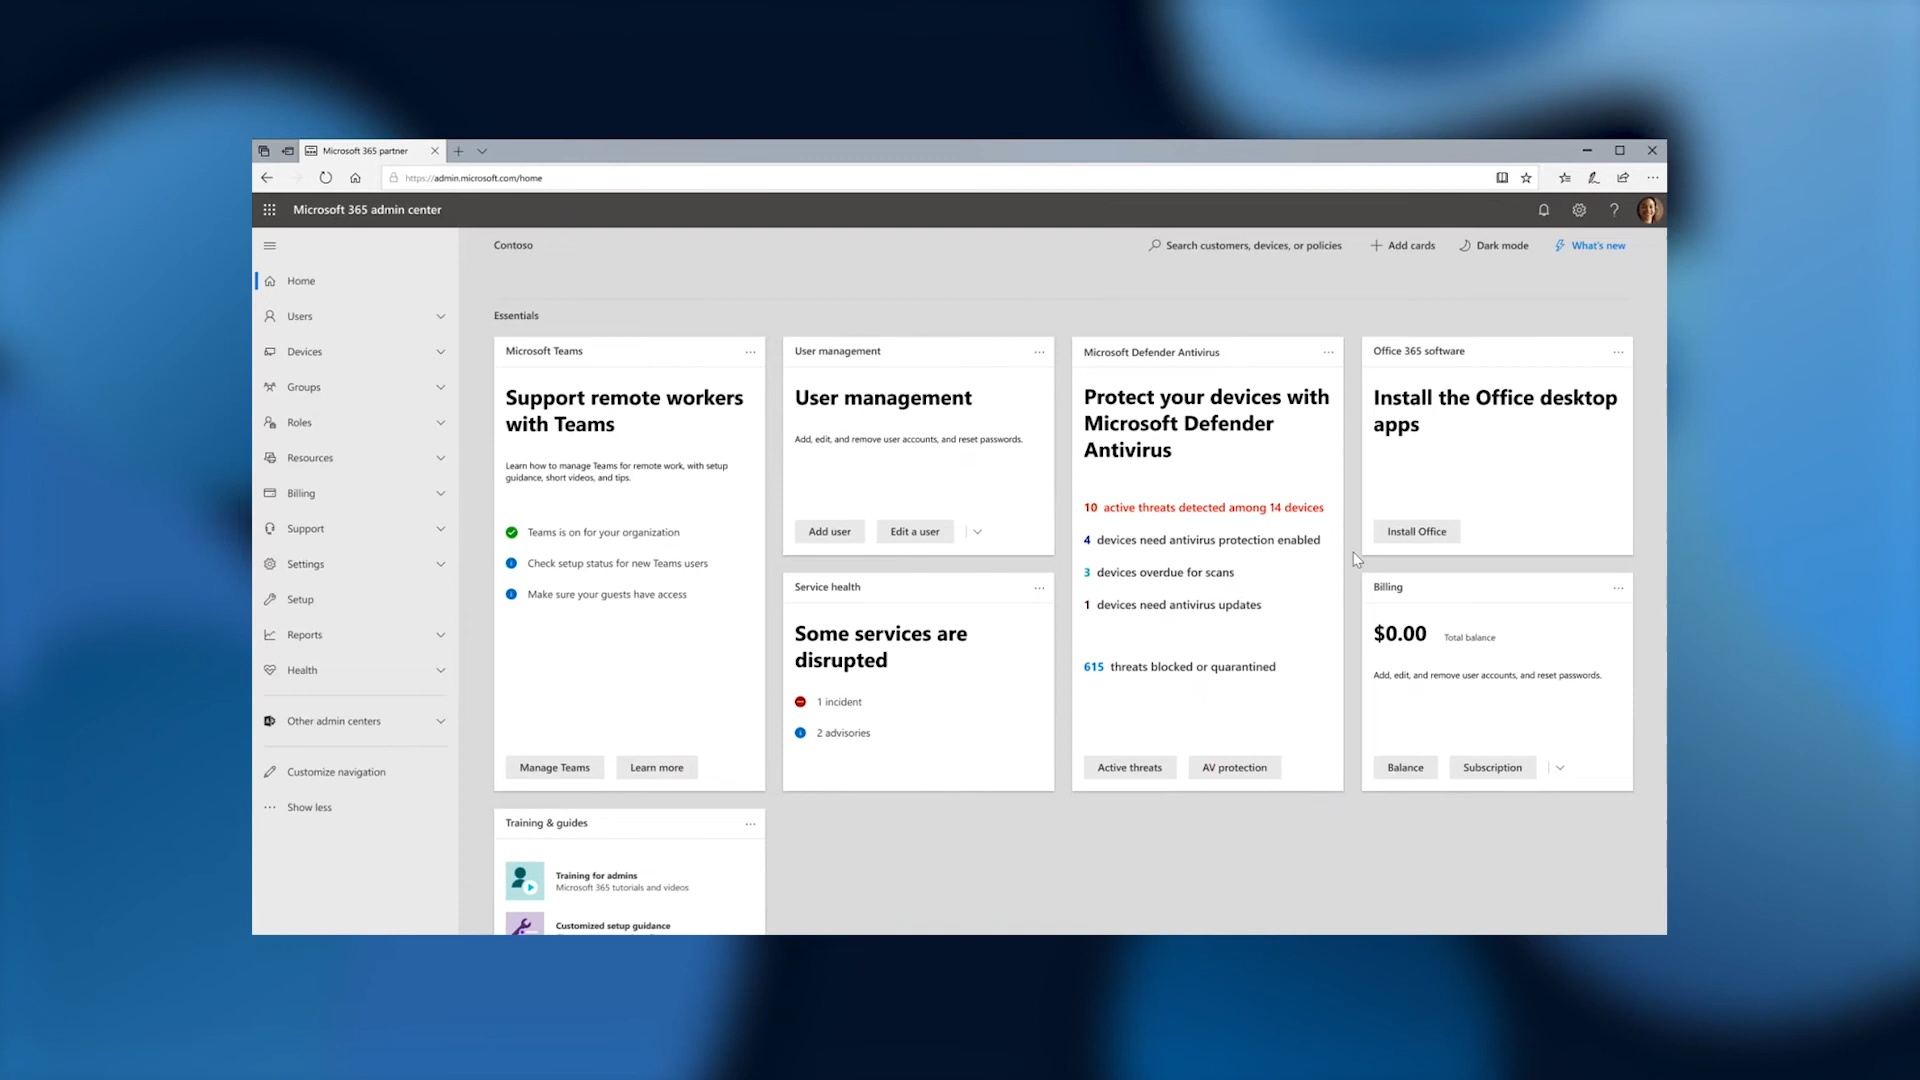 Microsoft 365 partner
https://admin.microsoft.com/home
Microsoft 365 admin center
?
Contoso
Search customers, devices, or policies
Add cards
Dark mode
What's new
Home
Users
Devices
Groups
Roles
Resources
Billing
Support
Settings
Setup
Reports
Health
Other admin centers
Customize navigation
Show less
Essentials
Microsoft Teams
Support remote workers
with Teams
Learn how to manage Teams for remote work, with setup
guidance, short videos, and tips.
Teams is on for your organization
Check setup status for new Teams users
Make sure your guests have access
Manage Teams
Learn more
User management
User management
Add, edit, and remove user accounts, and reset passwords.
Add user
Edit a user
Service health
Some services are
disrupted
1 incident
2 advisories
Microsoft Defender Antivirus
Protect your devices with
Microsoft Defender
Antivirus
10 active threats detected among 14 devices
4 devices need antivirus protection enabled
3 devices overdue for scans
1 devices need antivirus updates
615 threats blocked or quarantined
Active threats
AV protection
Office 365 software
Install the Office desktop
apps
Install Office
Billing
$0.00 Total balance
Add, edit, and remove user accounts, and reset passwords.
Balance
Subscription
Training & guides
Training for admins
Microsoft 365 tutorials and videos
Customized setup guidance